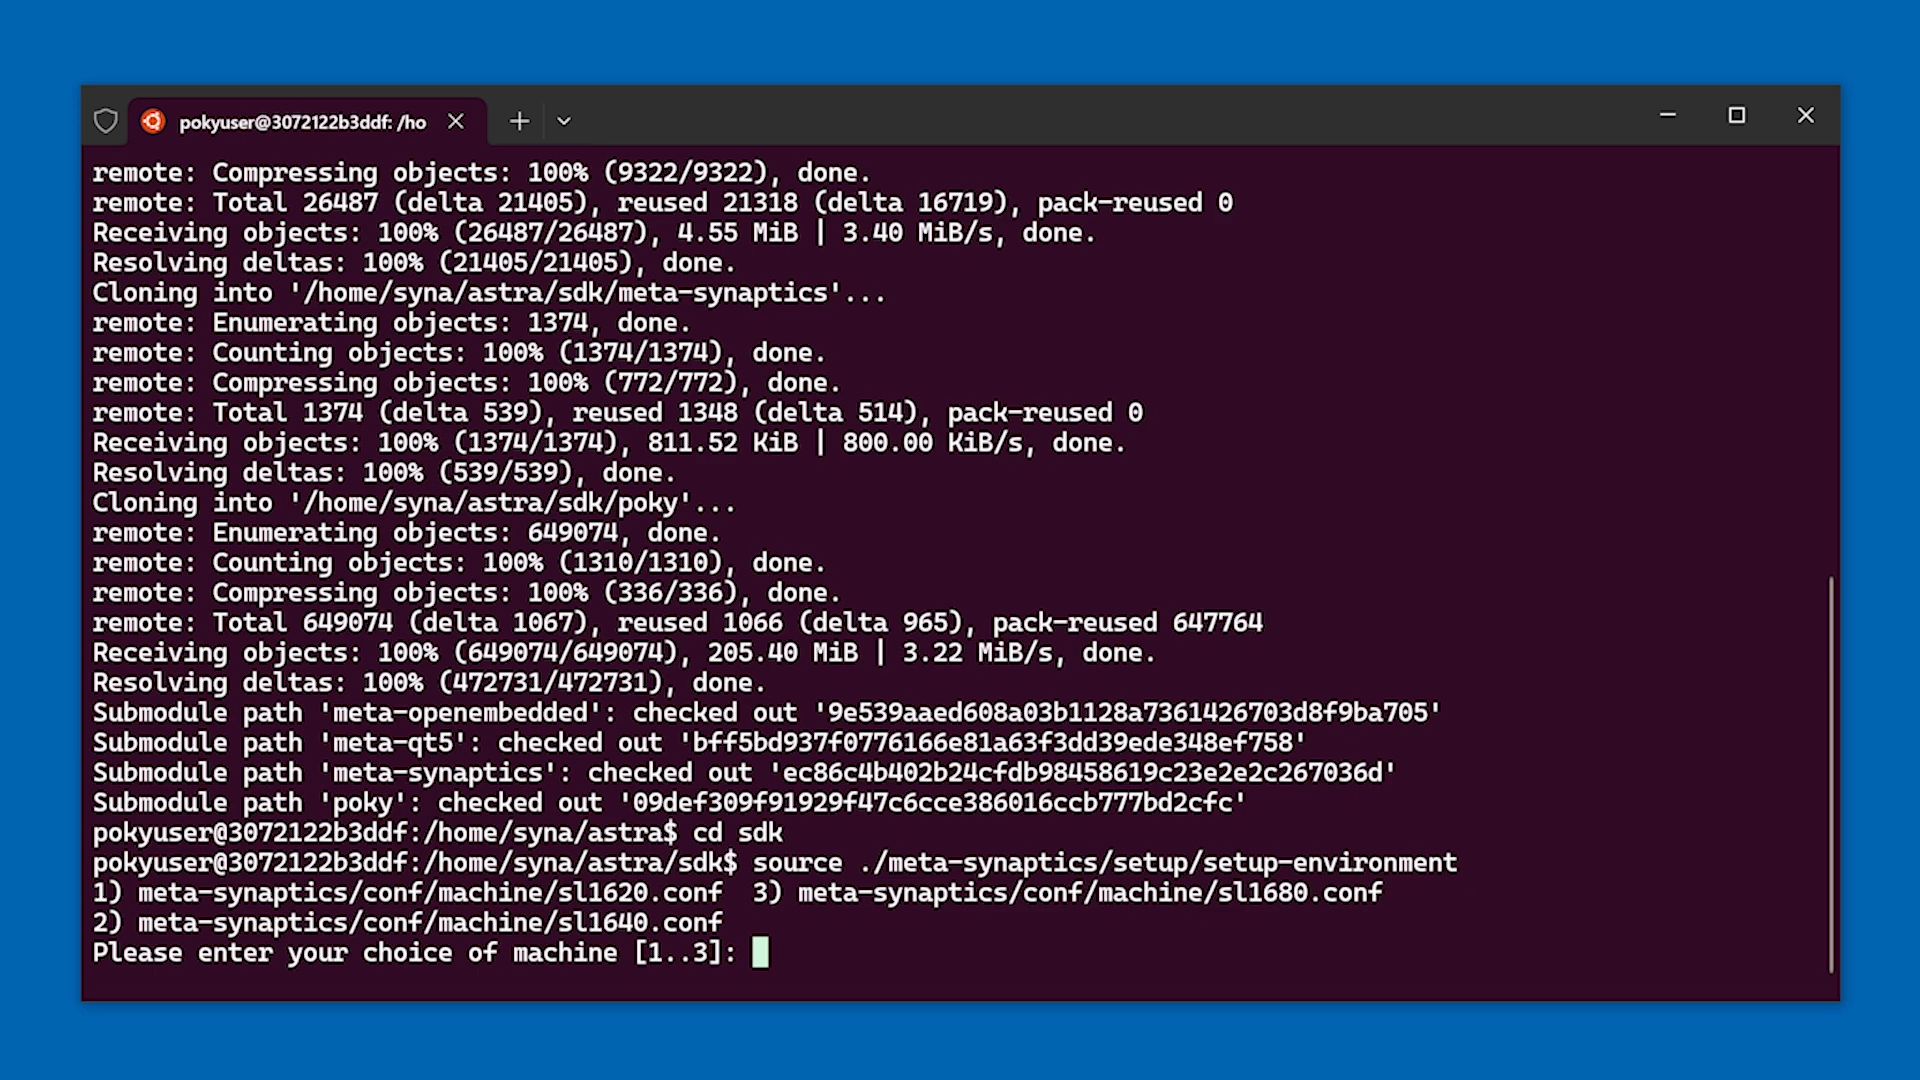 pokyuser@3072122b3ddf: /ho
remote: Compressing objects: 100% (9322/9322), done.
remote: Total 26487 (delta 21405), reused 21318 (delta 16719), pack-reused 0
Receiving objects: 100% (26487/26487), 4.55 MiB | 3.40 MiB/s, done.
Resolving deltas: 100% (21405/21405), done.
Cloning into '/home/syna/astra/sdk/meta-synaptics'...
remote: Enumerating objects: 1374, done.
remote: Counting objects: 100% (1374/1374), done.
remote: Compressing objects: 100% (772/772), done.
remote: Total 1374 (delta 539), reused 1348 (delta 514), pack-reused 0
Receiving objects: 100% (1374/1374), 811.52 KiB | 800.00 KiB/s, done.
Resolving deltas: 100% (539/539), done.
Cloning into '/home/syna/astra/sdk/poky'...
remote: Enumerating objects: 649074, done.
remote: Counting objects: 100% (1310/1310), done.
remote: Compressing objects: 100% (336/336), done.
remote: Total 649074 (delta 1067), reused 1066 (delta 965), pack-reused 647764
Receiving objects: 100% (649074/649074), 205.40 MiB | 3.22 MiB/s, done.
Resolving deltas: 100% (472731/472731), done.
Submodule path 'meta-openembedded': checked out '9e539aaed608a03b1128a7361426703d8f9ba705'
Submodule path 'meta-qt5': checked out 'bff5bd937f0776166e81a63f3dd39ede348ef758'
Submodule path 'meta-synaptics': checked out 'ec86c4b402b24cfdb98458619c23e2e2c267036d'
Submodule path 'poky': checked out '09def309f91929f47c6cce386016ccb777bd2cfc'
pokyuser@3072122b3ddf:/home/syna/astra$ cd sdk
pokyuser@3072122b3ddf:/home/syna/astra/sdk$ source ./meta-synaptics/setup/setup-environment
1) meta-synaptics/conf/machine/sl1620.conf  3) meta-synaptics/conf/machine/sl1680.conf
2) meta-synaptics/conf/machine/sl1640.conf
Please enter your choice of machine [1..3]: